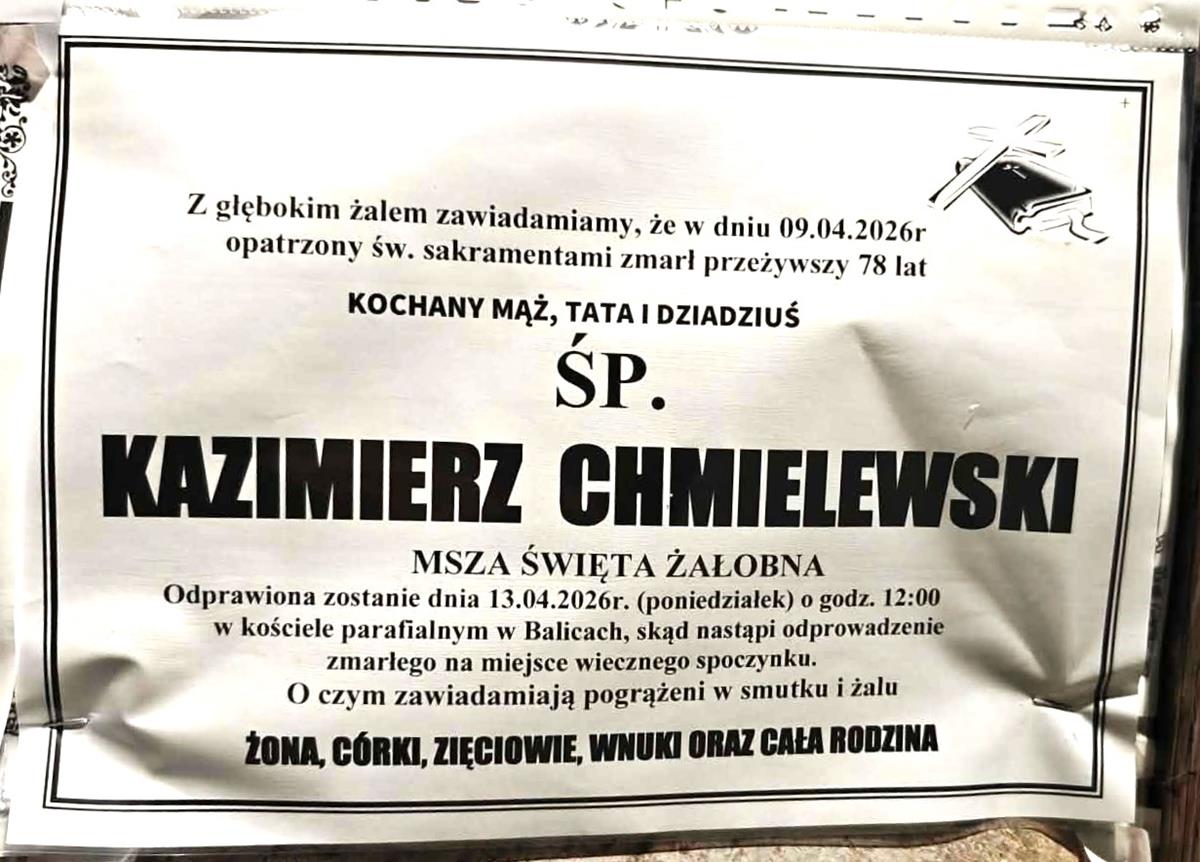 Z głębokim żalem zawiadamiamy, że w dniu 09.04.2026r
opatrzony św. sakramentami zmarł przeżywszy 78 lat
KOCHANY MĄŻ, TATA I DZIADZIUŚ
ŚP.
KAZIMIERZ CHMIELEWSKI
MSZA ŚWIĘTA ŻAŁOBNA
Odprawiona zostanie dnia 13.04.2026r. (poniedziałek) o godz. 12:00
w kościele parafialnym w Balicach, skąd nastąpi odprowadzenie
zmarłego na miejsce wiecznego spoczynku.
O czym zawiadamiają pogrążeni w smutku i żalu
ŻONA, CÓRKI, ZIĘCIOWIE, WNUKI ORAZ CAŁA RODZINA